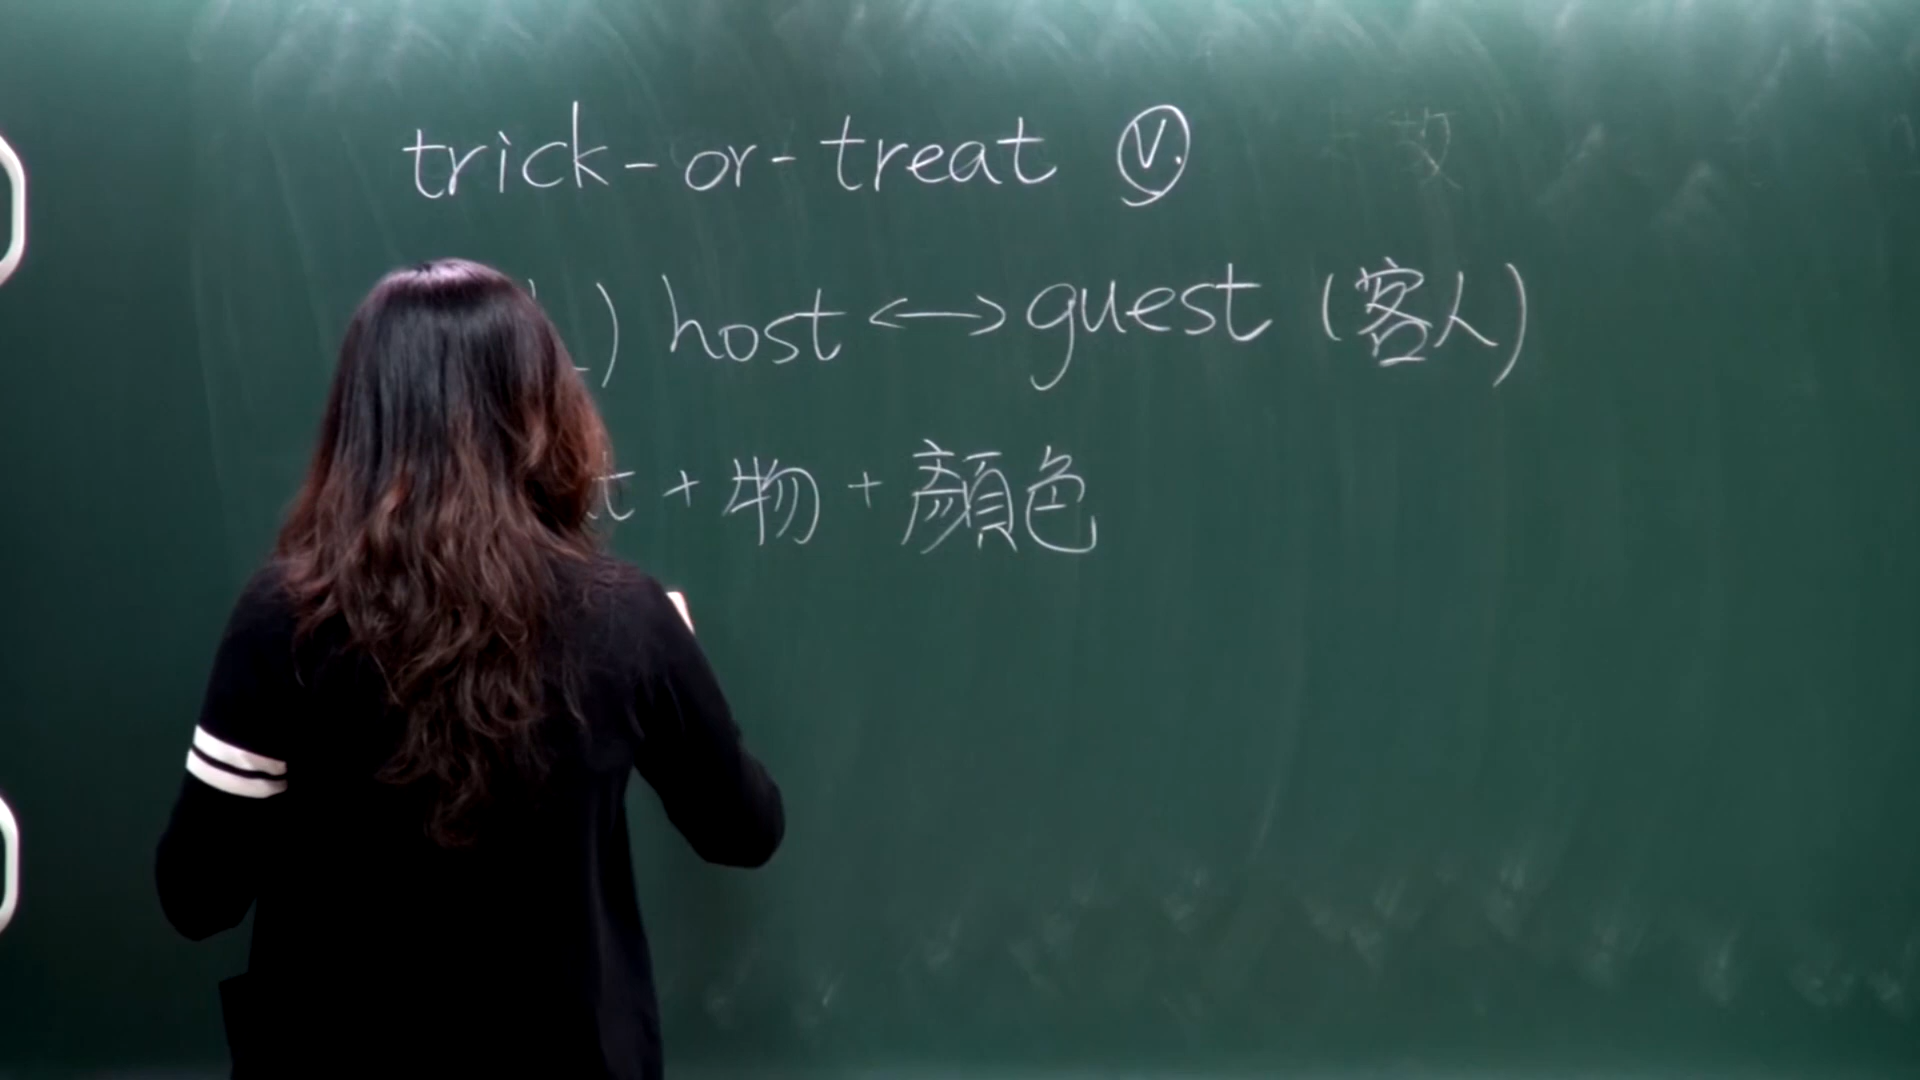 trick-or-treat v.
) host ↔ guest (客人)
t + 物 + 顏色